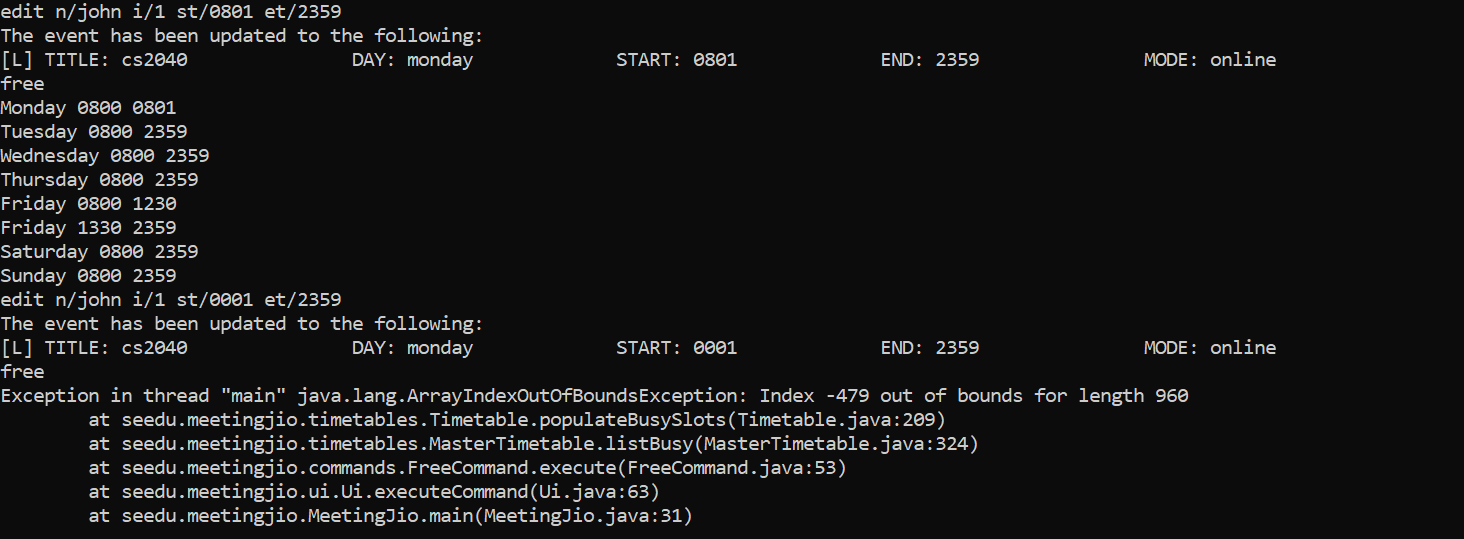 edit n/john i/1 st/0801 et/2359
The event has been updated to the following:
[L] TITLE: cs2040               DAY: monday             START: 0801             END: 2359               MODE: online
free
Monday 0800 0801
Tuesday 0800 2359
Wednesday 0800 2359
Thursday 0800 2359
Friday 0800 1230
Friday 1330 2359
Saturday 0800 2359
Sunday 0800 2359
edit n/john i/1 st/0001 et/2359
The event has been updated to the following:
[L] TITLE: cs2040               DAY: monday             START: 0001             END: 2359               MODE: online
free
Exception in thread "main" java.lang.ArrayIndexOutOfBoundsException: Index -479 out of bounds for length 960
        at seedu.meetingjio.timetables.Timetable.populateBusySlots(Timetable.java:209)
        at seedu.meetingjio.timetables.MasterTimetable.listBusy(MasterTimetable.java:324)
        at seedu.meetingjio.commands.FreeCommand.execute(FreeCommand.java:53)
        at seedu.meetingjio.ui.Ui.executeCommand(Ui.java:63)
        at seedu.meetingjio.MeetingJio.main(MeetingJio.java:31)